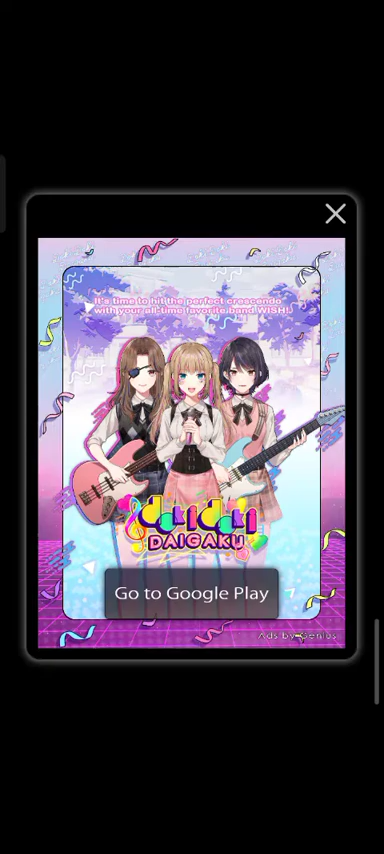 It's time to hit the perfect crescendo
with your all-time favorite band WISH!.
dokidoki
DAIGAKU
Go to Google Play
Ads by Genius